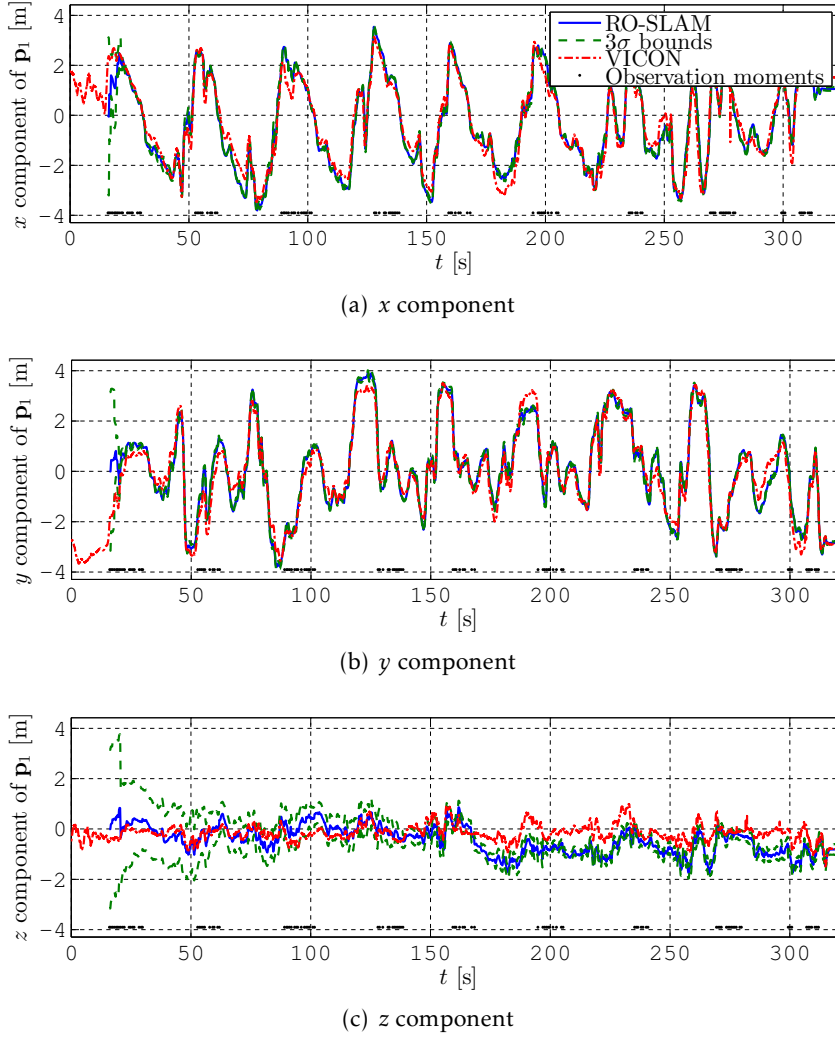 4
2
0
−2
−4
x component of p₁ [m]
RO-SLAM
3σ bounds
VICON
Observation moments
0 50 100 150 200 250 300
t [s]
(a) x component
4
2
0
−2
−4
y component of p₁ [m]
0 50 100 150 200 250 300
t [s]
(b) y component
4
2
0
−2
−4
z component of p₁ [m]
0 50 100 150 200 250 300
t [s]
(c) z component